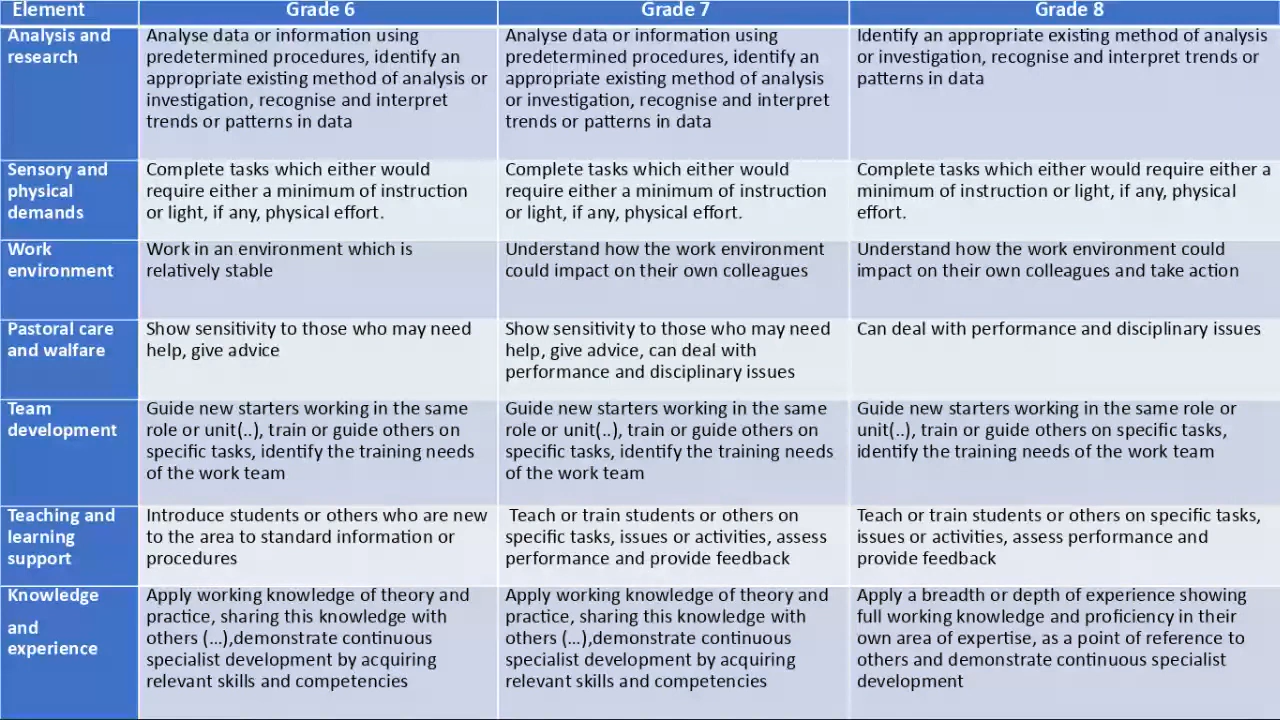 Element Grade 6 Grade 7 Grade 8
Analysis and
research
Analyse data or information using
predetermined procedures, identify an
appropriate existing method of analysis or
investigation, recognise and interpret
trends or patterns in data
Analyse data or information using
predetermined procedures, identify an
appropriate existing method of analysis
or investigation, recognise and interpret
trends or patterns in data
Identify an appropriate existing method of analysis
or investigation, recognise and interpret trends or
patterns in data
Sensory and
physical
demands
Complete tasks which either would
require either a minimum of instruction
or light, if any, physical effort.
Complete tasks which either would
require either a minimum of instruction
or light, if any, physical effort.
Complete tasks which either would require either a
minimum of instruction or light, if any, physical
effort.
Work
environment
Work in an environment which is
relatively stable
Understand how the work environment
could impact on their own colleagues
Understand how the work environment could
impact on their own colleagues and take action
Pastoral care
and walfare
Show sensitivity to those who may need
help, give advice
Show sensitivity to those who may need
help, give advice, can deal with
performance and disciplinary issues
Can deal with performance and disciplinary issues
Team
development
Guide new starters working in the same
role or unit(..), train or guide others on
specific tasks, identify the training needs
of the work team
Guide new starters working in the same
role or unit(..), train or guide others on
specific tasks, identify the training needs
of the work team
Guide new starters working in the same role or
unit(..), train or guide others on specific tasks,
identify the training needs of the work team
Teaching and
learning
support
Introduce students or others who are new
to the area to standard information or
procedures
Teach or train students or others on
specific tasks, issues or activities, assess
performance and provide feedback
Teach or train students or others on specific tasks,
issues or activities, assess performance and
provide feedback
Knowledge
and
experience
Apply working knowledge of theory and
practice, sharing this knowledge with
others (...),demonstrate continuous
specialist development by acquiring
relevant skills and competencies
Apply working knowledge of theory and
practice, sharing this knowledge with
others (...),demonstrate continuous
specialist development by acquiring
relevant skills and competencies
Apply a breadth or depth of experience showing
full working knowledge and proficiency in their
own area of expertise, as a point of reference to
others and demonstrate continuous specialist
development